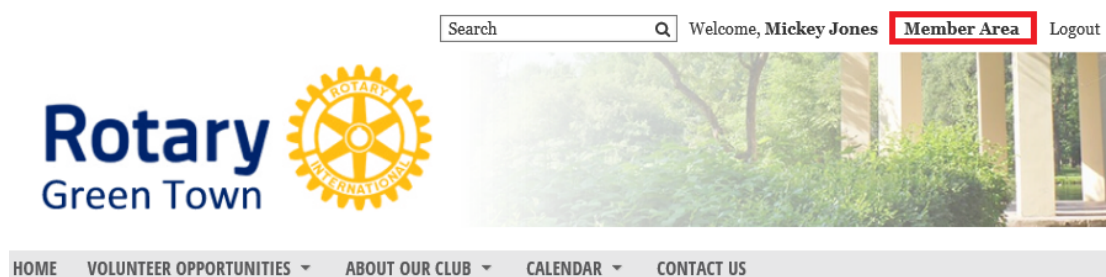 Search Welcome, Mickey Jones Member Area Logout
Rotary
Green Town
ROTARY
INTERNATIONAL
HOME VOLUNTEER OPPORTUNITIES ABOUT OUR CLUB CALENDAR CONTACT US